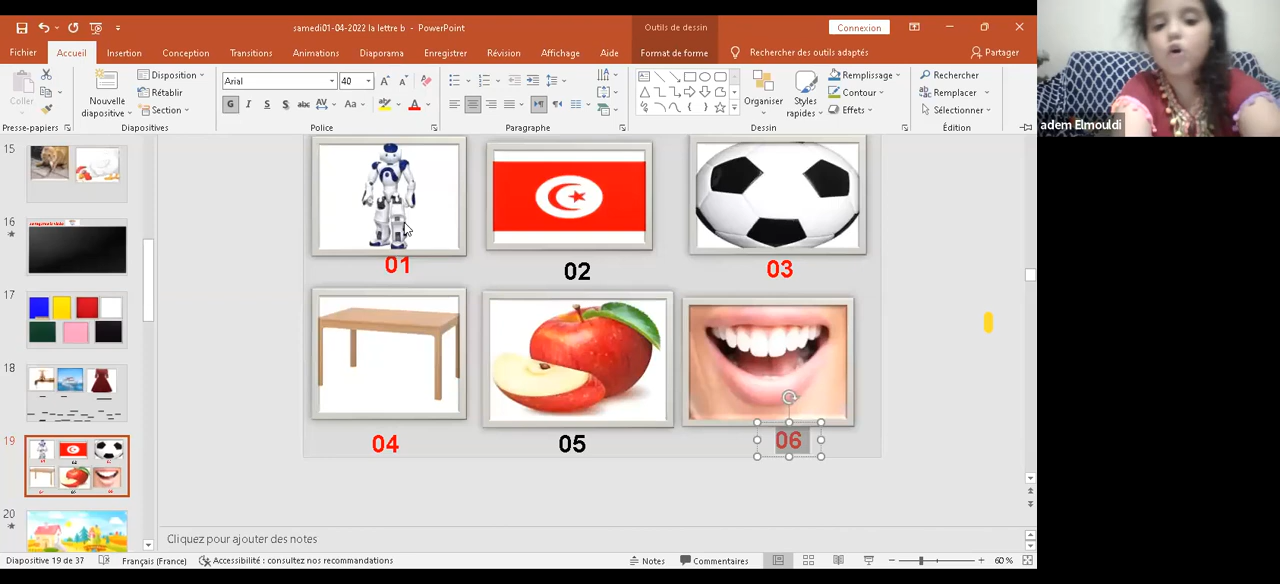 samedi01-04-2022 la lettre b - PowerPoint
Outils de dessin
Connexion
Fichier Accueil Insertion Conception Transitions Animations Diaporama Enregistrer Révision Affichage Aide Format de forme Rechercher des outils adaptés Partager
Coller
Nouvelle diapositive
Disposition
Rétablir
Section
Arial 40
G I S S abc AV Aa A
Organiser
Styles rapides
Remplissage
Contour
Effets
Rechercher
Remplacer
Sélectionner
Presse-papiers Diapositives Police Paragraphe Dessin Édition
adem Elmouldi
15
16
17
18
19
20
01 02 03
04 05 06
Cliquez pour ajouter des notes
Diapositive 19 de 37 Français (France) Accessibilité : consultez nos recommandations Notes Commentaires 60 %